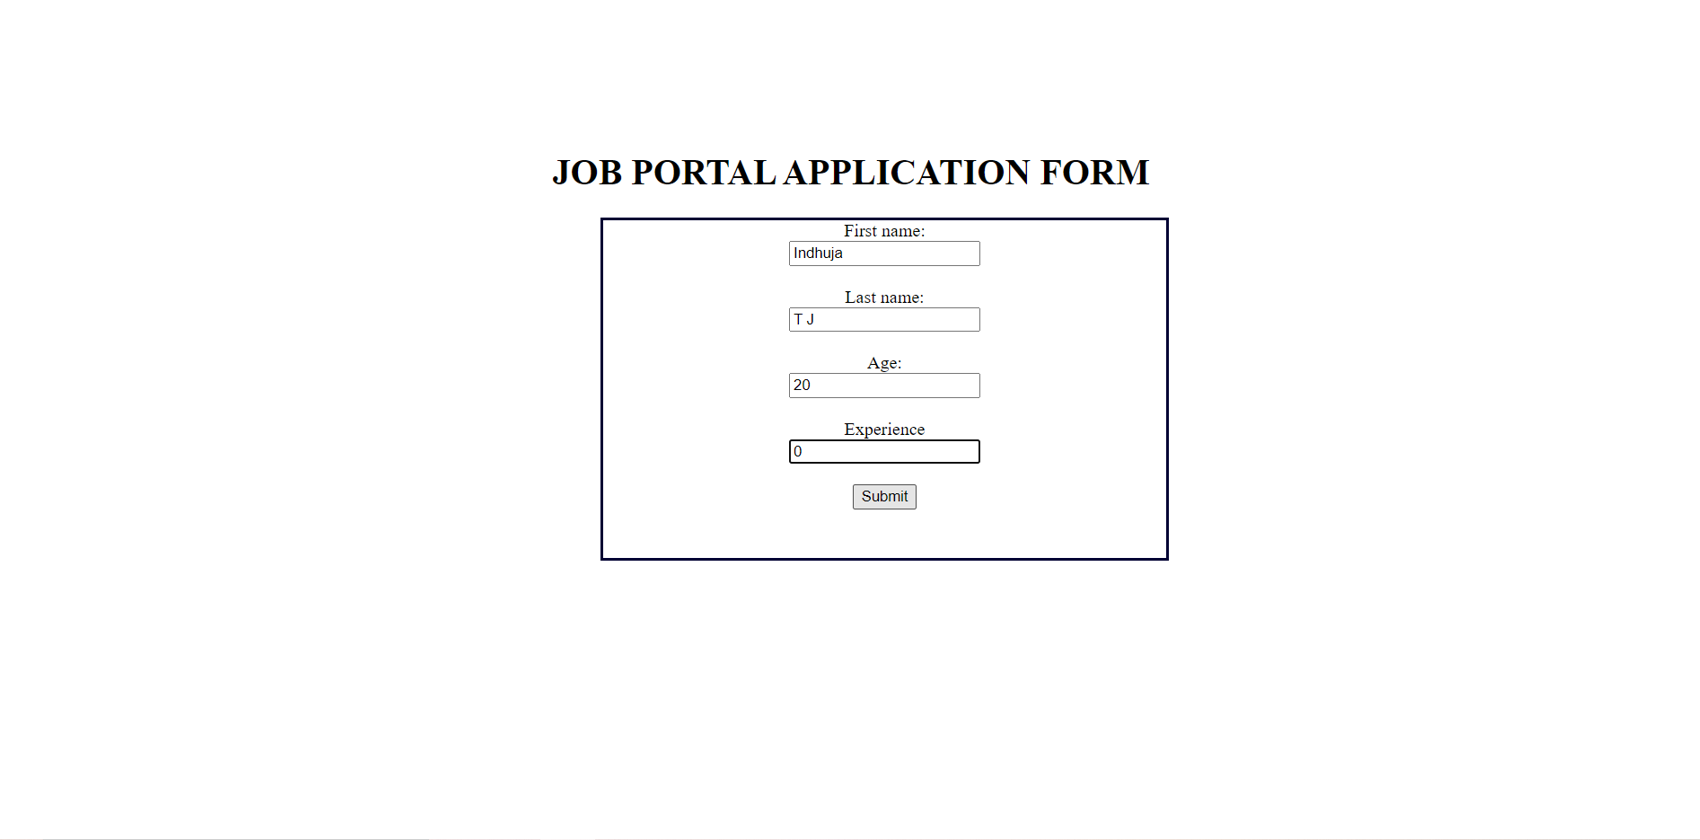 JOB PORTAL APPLICATION FORM
First name:
Indhuja
Last name:
T J
Age:
20
Experience
0
Submit